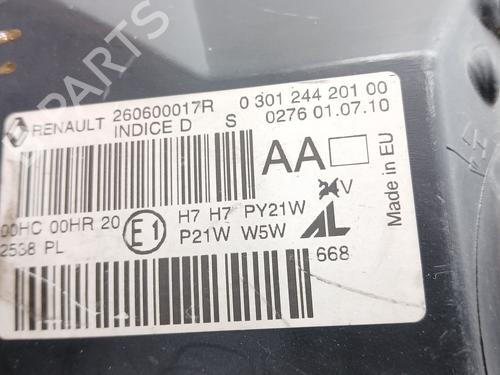 RENAULT 260600017R 0 301 244 201 00
INDICE D S 0276 01.07.10
AA
24V
Made in EU
00HC 00HR 20 E1 H7 H7 PY21W
2538 PL P21W W5W AL
668
PARTS